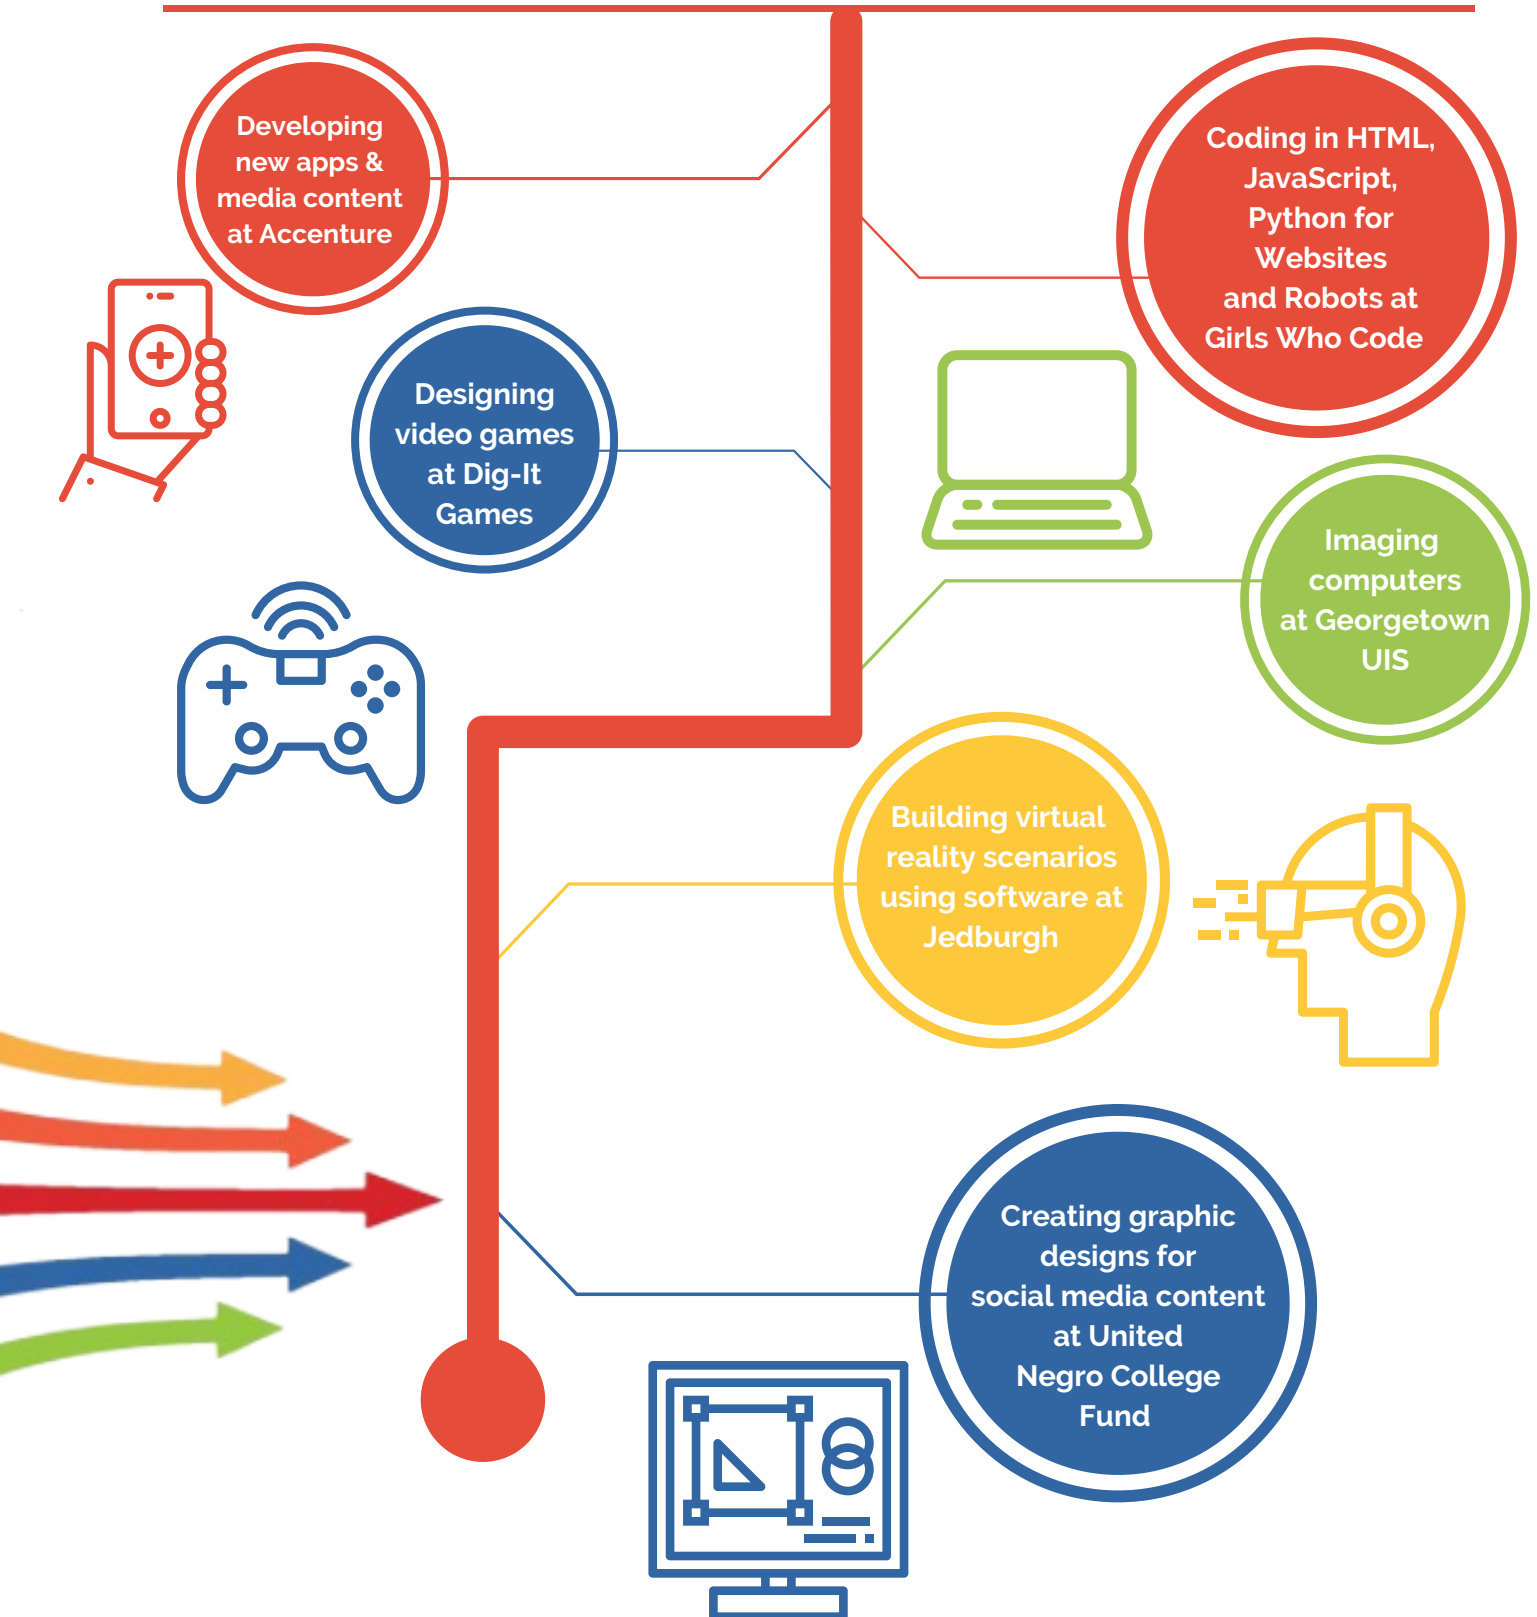 Developing
new apps &
media content
at Accenture
Coding in HTML,
JavaScript,
Python for
Websites
and Robots at
Girls Who Code
Designing
video games
at Dig-It
Games
Imaging
computers
at Georgetown
UIS
Building virtual
reality scenarios
using software at
Jedburgh
Creating graphic
designs for
social media content
at United
Negro College
Fund